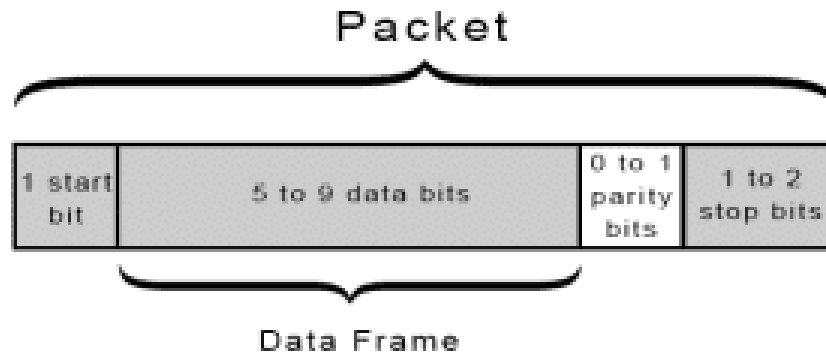 Packet
1 start
bit
5 to 9 data bits
0 to 1
parity
bits
1 to 2
stop bits
Data Frame